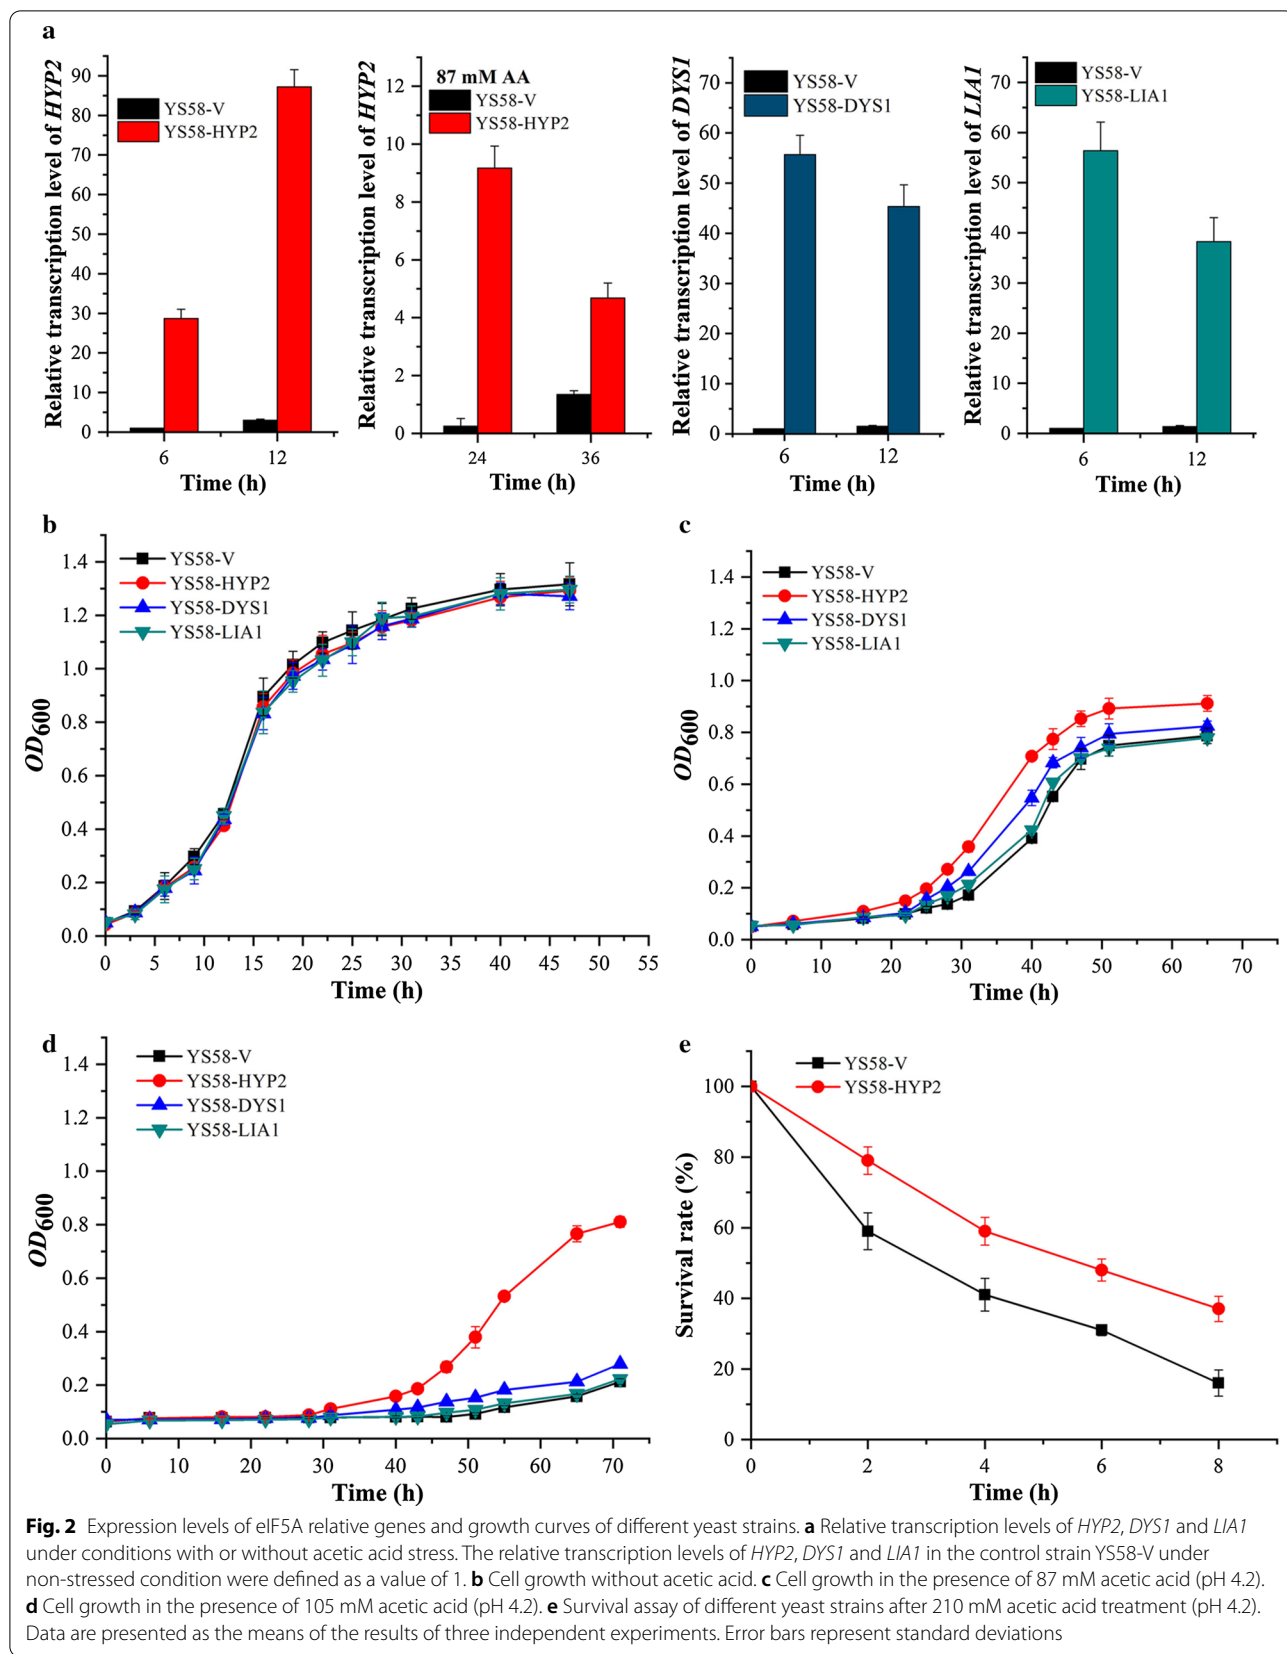 a
Relative transcription level of HYP2
90
80
70
60
50
40
30
20
10
0
YS58-V
YS58-HYP2
6
12
Time (h)
Relative transcription level of HYP2
12
10
8
6
4
2
0
87 mM AA
YS58-V
YS58-HYP2
24
36
Time (h)
Relative transcription level of DYS1
70
60
50
40
30
20
10
0
YS58-V
YS58-DYS1
6
12
Time (h)
Relative transcription level of LIA1
70
60
50
40
30
20
10
0
YS58-V
YS58-LIA1
6
12
Time (h)
b
OD600
1.4
1.2
1.0
0.8
0.6
0.4
0.2
0.0
YS58-V
YS58-HYP2
YS58-DYS1
YS58-LIA1
0 5 10 15 20 25 30 35 40 45 50 55
Time (h)
c
OD600
1.4
1.2
1.0
0.8
0.6
0.4
0.2
0.0
YS58-V
YS58-HYP2
YS58-DYS1
YS58-LIA1
0 10 20 30 40 50 60 70
Time (h)
d
OD600
1.4
1.2
1.0
0.8
0.6
0.4
0.2
0.0
YS58-V
YS58-HYP2
YS58-DYS1
YS58-LIA1
0 10 20 30 40 50 60 70
Time (h)
e
Survival rate (%)
100
80
60
40
20
0
YS58-V
YS58-HYP2
0 2 4 6 8
Time (h)
Fig. 2 Expression levels of eIF5A relative genes and growth curves of different yeast strains. a Relative transcription levels of HYP2, DYS1 and LIA1
under conditions with or without acetic acid stress. The relative transcription levels of HYP2, DYS1 and LIA1 in the control strain YS58-V under
non-stressed condition were defined as a value of 1. b Cell growth without acetic acid. c Cell growth in the presence of 87 mM acetic acid (pH 4.2).
d Cell growth in the presence of 105 mM acetic acid (pH 4.2). e Survival assay of different yeast strains after 210 mM acetic acid treatment (pH 4.2).
Data are presented as the means of the results of three independent experiments. Error bars represent standard deviations